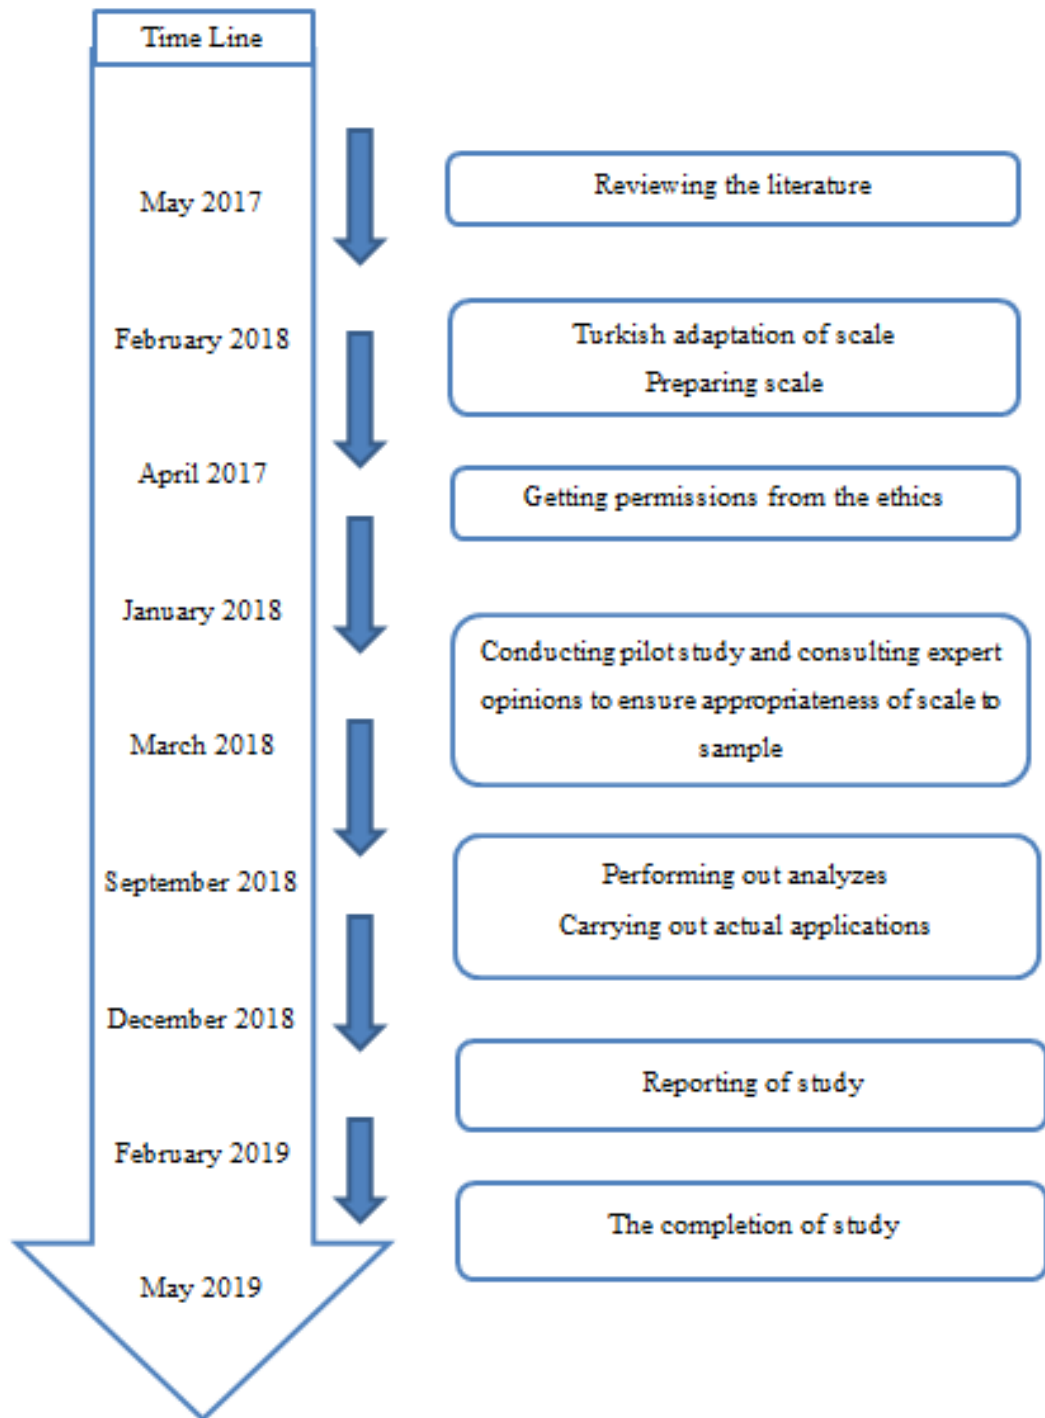 Time Line
May 2017
Reviewing the literature
February 2018
Turkish adaptation of scale
Preparing scale
April 2017
Getting permissions from the ethics
January 2018
Conducting pilot study and consulting expert
opinions to ensure appropriateness of scale to
sample
March 2018
September 2018
Performing out analyzes
Carrying out actual applications
December 2018
Reporting of study
February 2019
The completion of study
May 2019